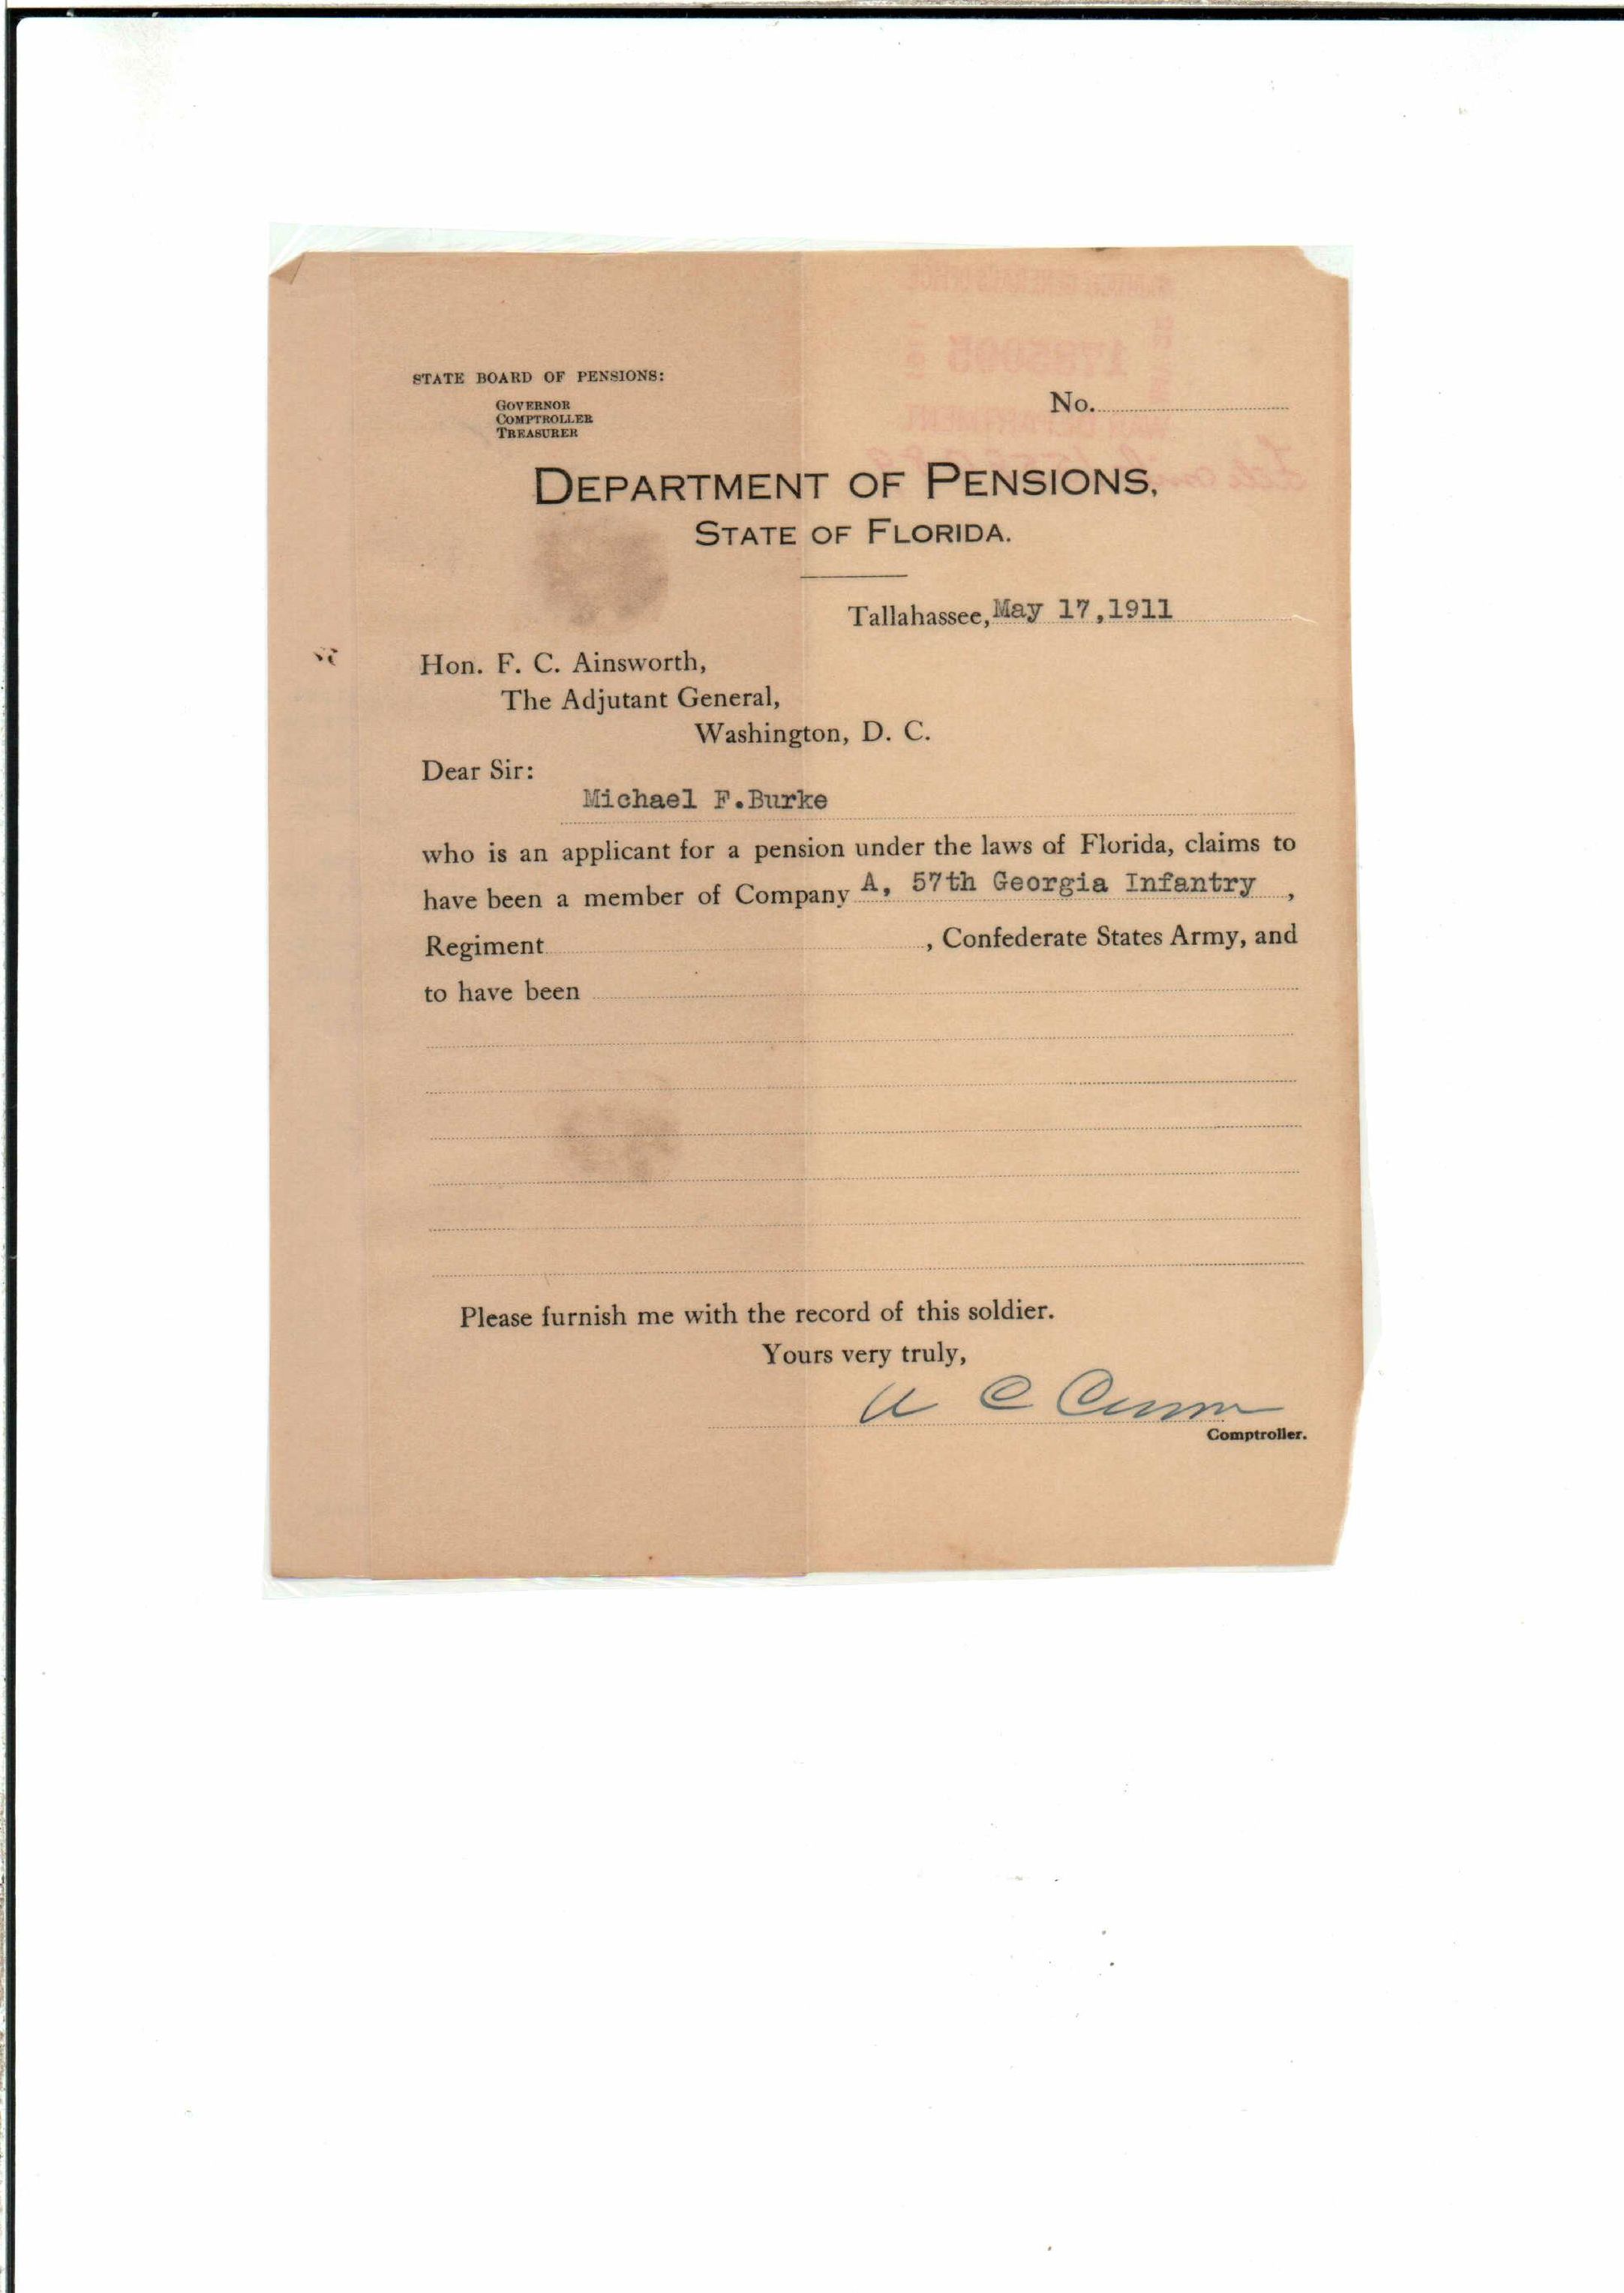 STATE BOARD OF PENSIONS:
GOVERNOR
COMPTROLLER
TREASURER
No.
DEPARTMENT OF PENSIONS,
STATE OF FLORIDA.
Tallahassee, May 17, 1911
Hon. F. C. Ainsworth,
The Adjutant General,
Washington, D. C.
Dear Sir:
Michael F. Burke
who is an applicant for a pension under the laws of Florida, claims to
have been a member of Company A, 57th Georgia Infantry ,
Regiment , Confederate States Army, and
to have been
Please furnish me with the record of this soldier.
Yours very truly,
Comptroller.